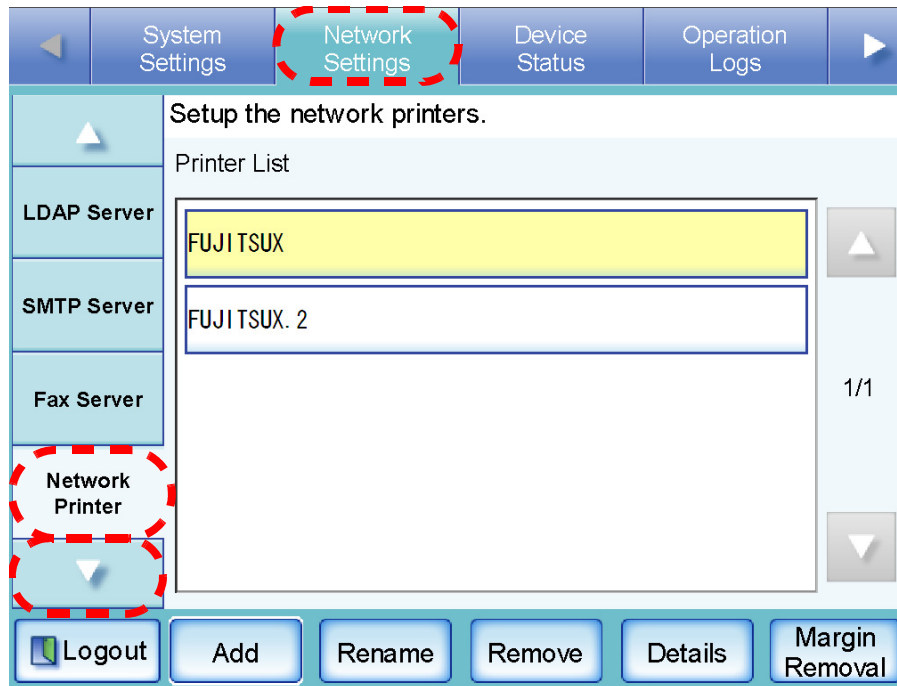 System Settings
Network Settings
Device Status
Operation Logs
Setup the network printers.
Printer List
LDAP Server
SMTP Server
Fax Server
Network Printer
FUJITSUX
FUJITSUX.2
1/1
Logout
Add
Rename
Remove
Details
Margin Removal